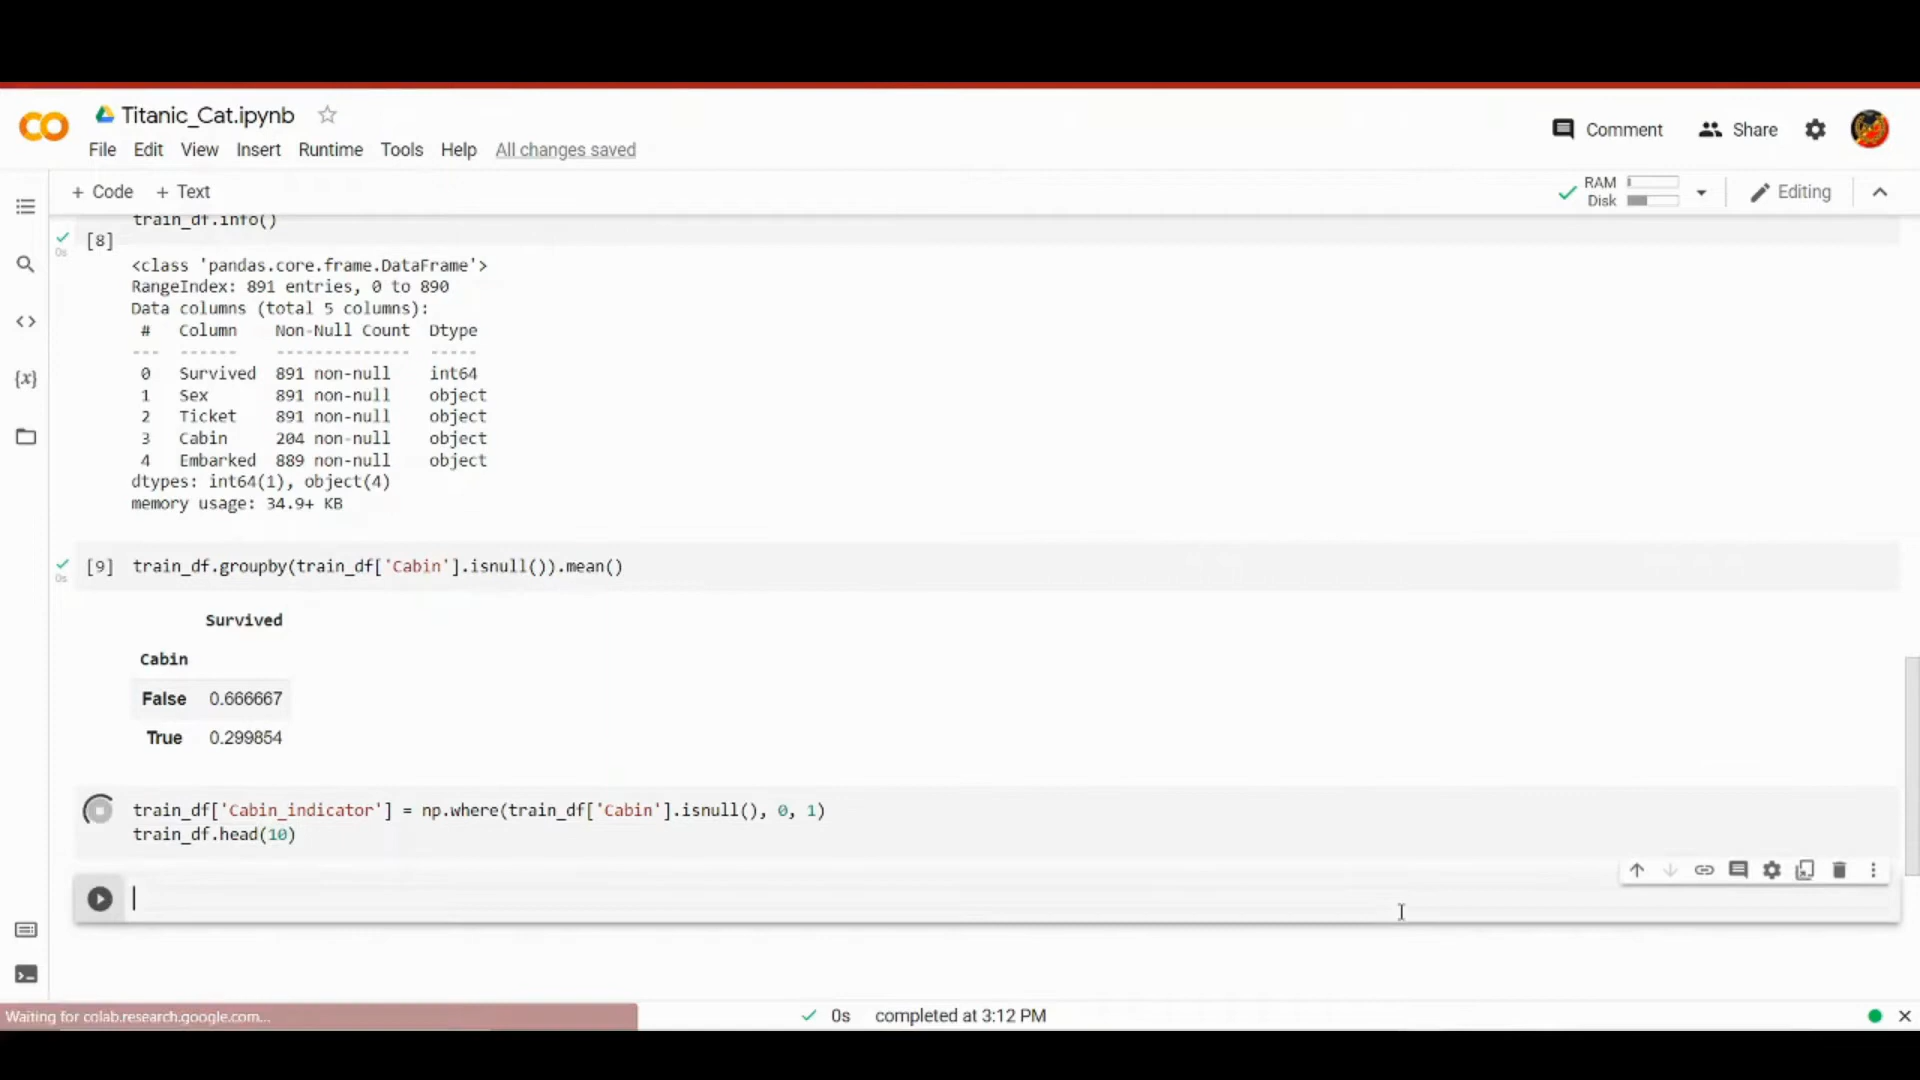 Titanic_Cat.ipynb
Comment
Share
File Edit View Insert Runtime Tools Help All changes saved
+ Code + Text
RAM
Disk
Editing
train_df.info()
[8]
0s
<class 'pandas.core.frame.DataFrame'>
RangeIndex: 891 entries, 0 to 890
Data columns (total 5 columns):
# Column Non-Null Count Dtype
--- ------ -------------- -----
0 Survived 891 non-null int64
1 Sex 891 non-null object
2 Ticket 891 non-null object
3 Cabin 204 non-null object
4 Embarked 889 non-null object
dtypes: int64(1), object(4)
memory usage: 34.9+ KB
[9] train_df.groupby(train_df['Cabin'].isnull()).mean()
0s
Survived
Cabin
False 0.666667
True 0.299854
train_df['Cabin_indicator'] = np.where(train_df['Cabin'].isnull(), 0, 1)
train_df.head(10)
Waiting for colab.research.google.com...
0s completed at 3:12 PM